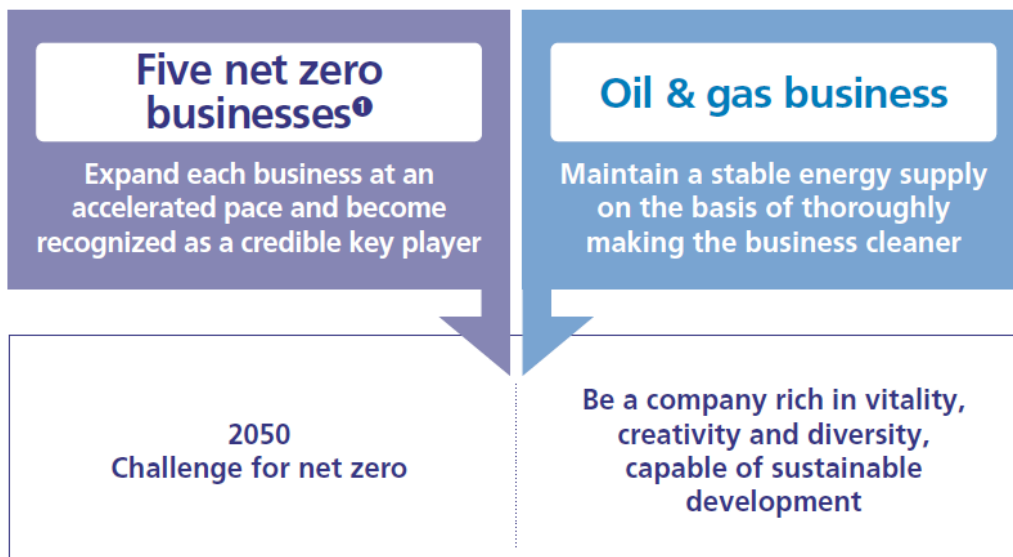 Five net zero
businesses❶
Expand each business at an
accelerated pace and become
recognized as a credible key player
Oil & gas business
Maintain a stable energy supply
on the basis of thoroughly
making the business cleaner
2050
Challenge for net zero
Be a company rich in vitality,
creativity and diversity,
capable of sustainable
development